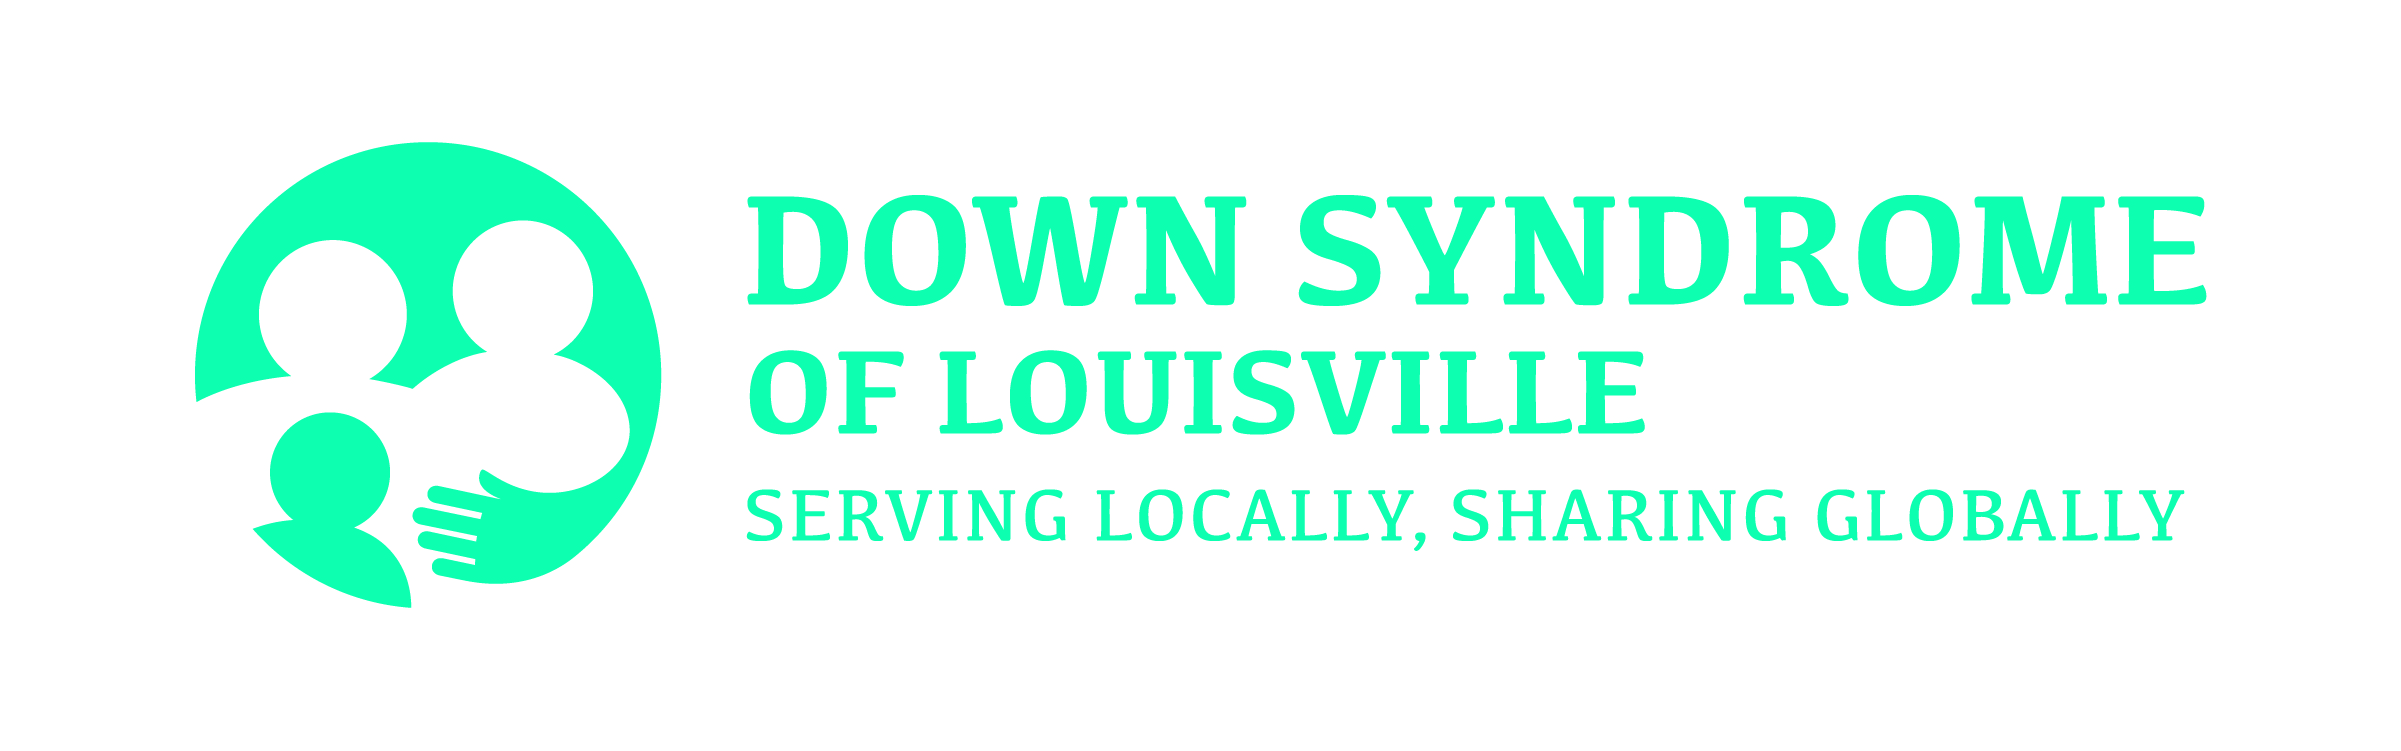 DOWN SYNDROME
OF LOUISVILLE
SERVING LOCALLY, SHARING GLOBALLY